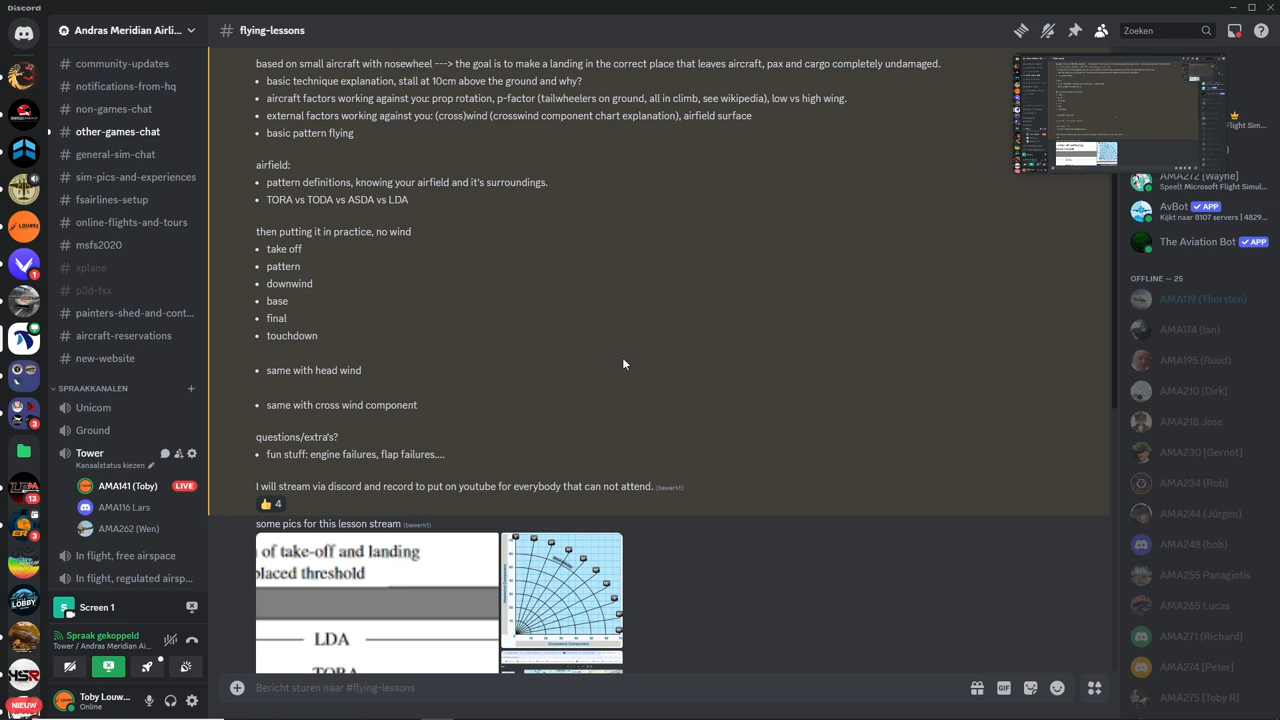 Discord
Andras Meridian Airli...
flying-lessons
Zoeken
community-updates
notifications-from-hq
non-games-chat
other-games-chat
general-sim-chat
sim-pics-and-experiences
fsairlines-setup
online-flights-and-tours
msfs2020
xplane
p3d-fsx
painters-shed-and-cont...
aircraft-reservations
new-website
SPRAAKKANALEN
Unicom
Ground
Tower
Kanaalstatus kiezen
AMA141 (Toby)
LIVE
AMA116 Lars
AMA262 (Wen)
In flight, free airspace
In flight, regulated airsp...
Screen 1
Spraak gekoppeld
Tower / Andras Meridian Ai...
Toby Louw...
Online
NIEUW
1
3
13
3
3
based on small aircraft with nosewheel ---> the goal is to make a landing in the correct place that leaves aircraft, pax and cargo completely undamaged.
basic technique explanation, stall at 10cm above the ground and why?
aircraft factors working against you: prop rotation, p-factor (tailwheelers on ground, all in climb, see wikipedia), low vs high wing.
external factors working against you: (cross)wind (crosswind component chart explanation), airfield surface
basic pattern flying
airfield:
pattern definitions, knowing your airfield and it's surroundings.
TORA vs TODA vs ASDA vs LDA
then putting it in practice, no wind
take off
pattern
downwind
base
final
touchdown
same with head wind
same with cross wind component
questions/extra's?
fun stuff: engine failures, flap failures....
I will stream via discord and record to put on youtube for everybody that can not attend. (bewerkt)
👍 4
some pics for this lesson stream (bewerkt)
of take-off and landing
placed threshold
LDA
TORA
Crosswind Component
Bericht sturen naar #flying-lessons
GIF
Flight Sim...
AMA272 [Wayne]
Speelt Microsoft Flight Simul...
AvBot
APP
Kijkt naar B107 servers | 4829...
The Aviation Bot
APP
OFFLINE — 25
AMA119 (Thorsten)
AMA174 (Ian)
AMA195 (Ruud)
AMA210 [Dirk]
AMA218.Jose
AMA230 [Gernot]
AMA234 (Rob)
AMA244 (Jürgen)
AMA248 (bob)
AMA255 Panagiotis
AMA265 Lucas
AMA271 (Richard)
AMA274 [Peter]
AMA275 [Toby R]